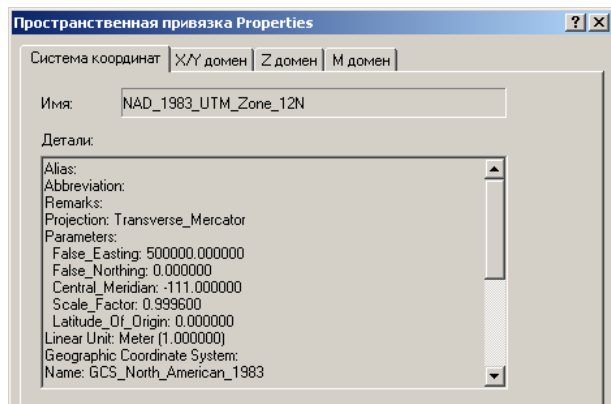 Пространственная привязка Properties
Система координат X/Y домен Z домен M домен
Имя: NAD_1983_UTM_Zone_12N
Детали:
Alias:
Abbreviation:
Remarks:
Projection: Transverse_Mercator
Parameters:
False_Easting: 500000.000000
False_Northing: 0.000000
Central_Meridian: -111.000000
Scale_Factor: 0.999600
Latitude_Of_Origin: 0.000000
Linear Unit: Meter (1.000000)
Geographic Coordinate System:
Name: GCS_North_American_1983